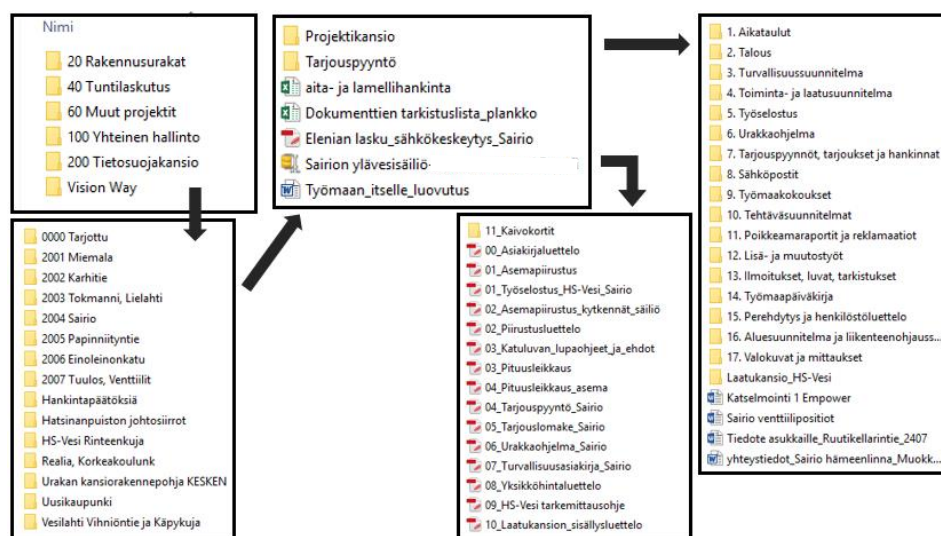 Nimi
20 Rakennusurakat
40 Tuntilaskutus
60 Muut projektit
100 Yhteinen hallinto
200 Tietosuojakansio
Vision Way
0000 Tarjottu
2001 Miemala
2002 Karhitie
2003 Tokmanni, Lielahti
2004 Sairio
2005 Papinniityntie
2006 Einoleinonkatu
2007 Tuulos, Venttiilit
Hankintapäätöksiä
Hatsinanpuiston johtosiirrot
HS-Vesi Rinteenkuja
Realia, Korkeakoulunk
Urakan kansiorakennepohja KESKEN
Uusikaupunki
Vesilahti Vihniöntie ja Käpykuja
Projektikansio
Tarjouspyyntö
aita- ja lamellihankinta
Dokumenttien tarkistuslista_plankko
Elenian lasku_sähkökeskeytys_Sairio
Sairion ylävesisäiliö
Työmaan_itselle_luovutus
11_Kaivokortit
00_Asiakirjaluettelo
01_Asemapiirustus
01_Työselostus_HS-Vesi_Sairio
02_Asemapiirustus_kytkennät_säiliö
02_Piirustusluettelo
03_Katuluvan_lupaohjeet_ja_ehdot
03_Pituusleikkaus
04_Pituusleikkaus_asema
04_Tarjouspyyntö_Sairio
05_Tarjouslomake_Sairio
06_Urakkaohjelma_Sairio
07_Turvallisuusasiakirja_Sairio
08_Yksikköhintaluettelo
09_HS-Vesi tarkemittausohje
10_Laatukansion_sisällysluettelo
1. Aikataulut
2. Talous
3. Turvallisuussuunnitelma
4. Toiminta- ja laatusuunnitelma
5. Työselostus
6. Urakkaohjelma
7. Tarjouspyynnöt, tarjoukset ja hankinnat
8. Sähköpostit
9. Työmaakokoukset
10. Tehtäväsuunnitelmat
11. Poikkeamaraportit ja reklamaatiot
12. Lisä- ja muutostyöt
13. Ilmoitukset, luvat, tarkistukset
14. Työmaapäiväkirja
15. Perehdytys ja henkilöstöluettelo
16. Aluesuunnitelma ja liikenteenohjauss...
17. Valokuvat ja mittaukset
Laatukansio_HS-Vesi
Katselmointi 1 Empower
Sairio venttiilipositiot
Tiedote asukkaille_Ruutikellarintie_2407
yhteystiedot_Sairio hämeenlinna_Muokk...